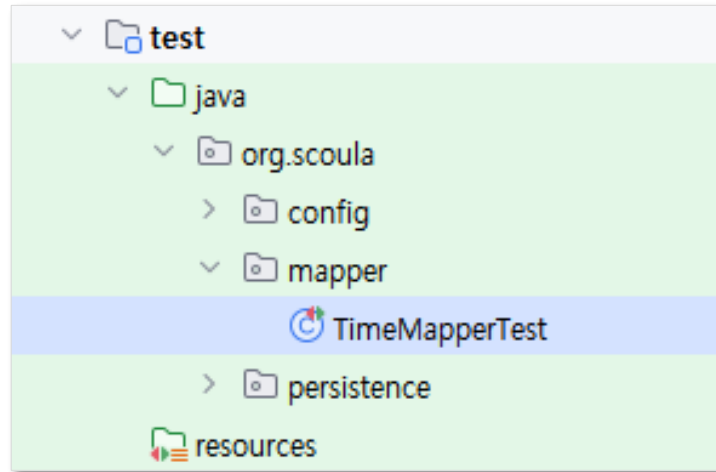 test
java
org.scoula
config
mapper
TimeMapperTest
persistence
resources